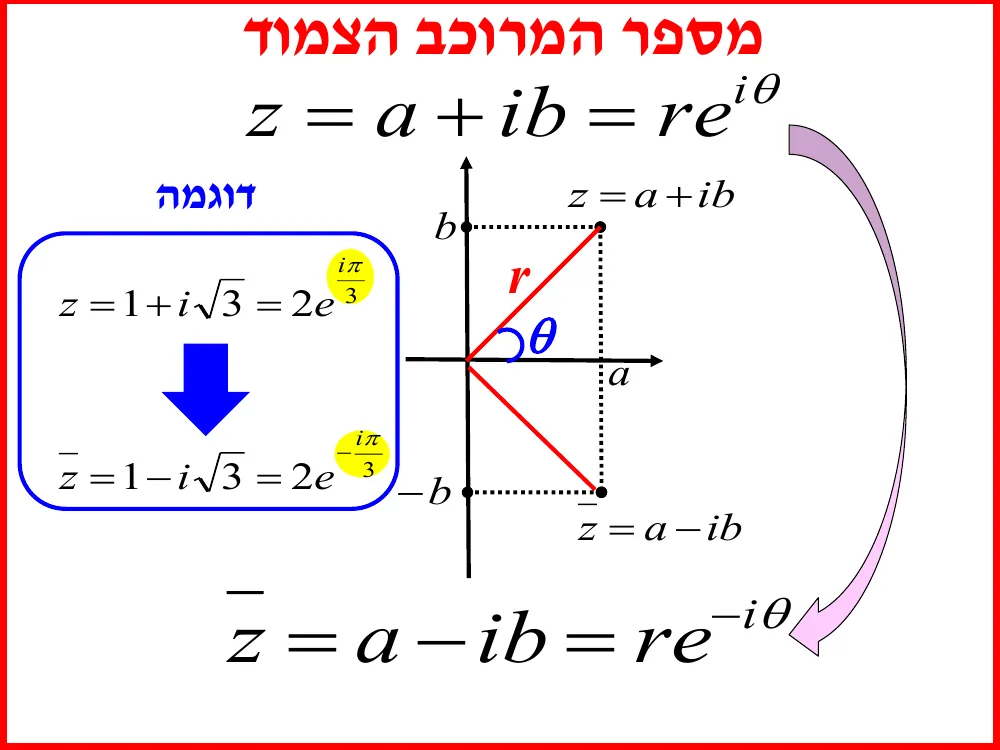 מספר המרוכב הצמוד
z = a + ib = re^{iθ}
דוגמה
z = 1 + i√3 = 2e^{iπ/3}
z̅ = 1 − i√3 = 2e^{−iπ/3}
z = a + ib
b
r
θ
a
−b
z̅ = a − ib
z̅ = a − ib = re^{−iθ}